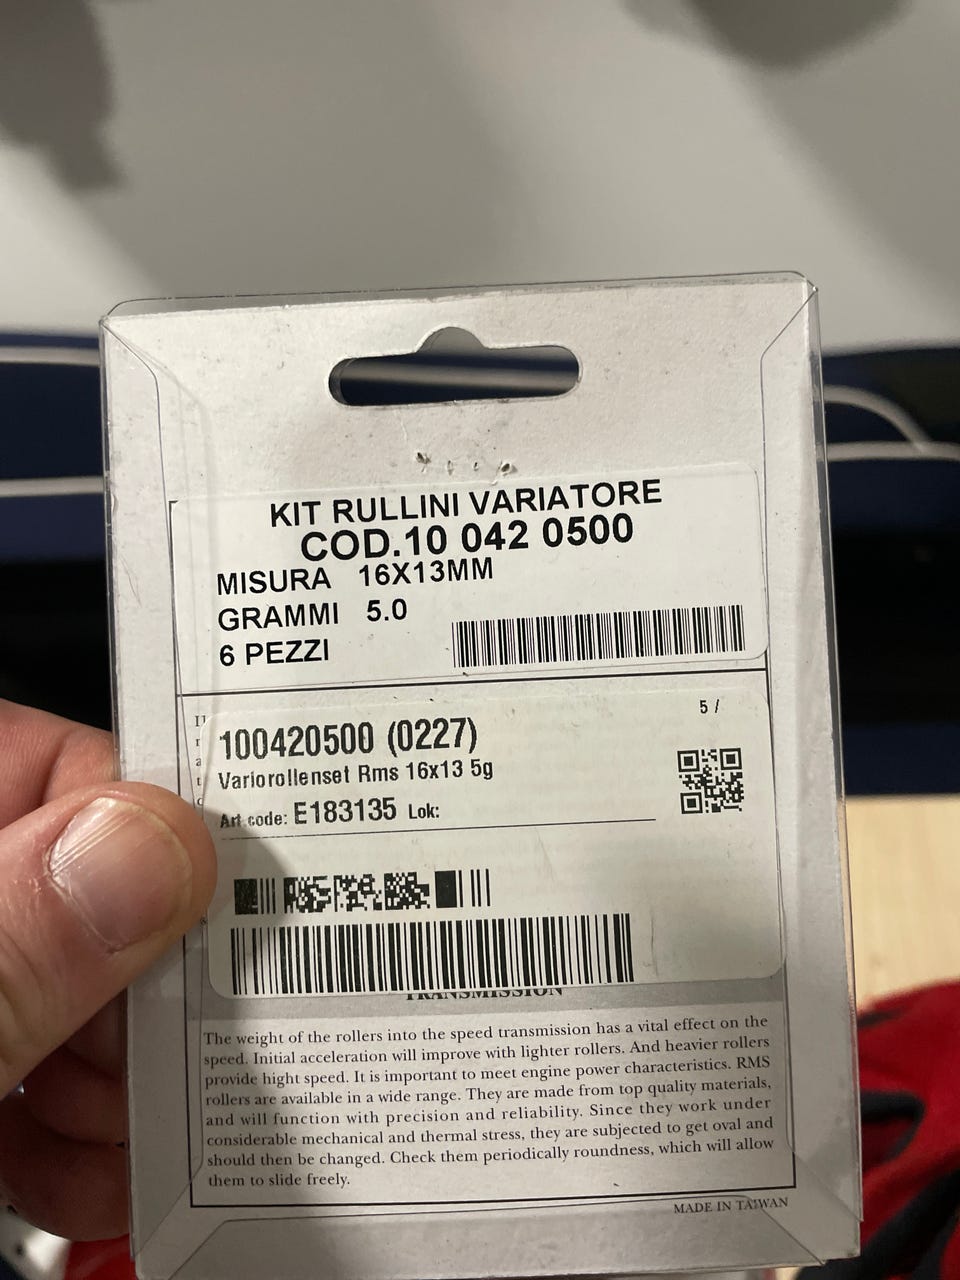 KIT RULLINI VARIATORE
COD.10 042 0500
MISURA 16X13MM
GRAMMI 5.0
6 PEZZI
5 /
100420500 (0227)
Variorollenset Rms 16x13 5g
Art code: E183135 Lok:
TRANSMISSION
The weight of the rollers into the speed transmission has a vital effect on the
speed. Initial acceleration will improve with lighter rollers. And heavier rollers
provide hight speed. It is important to meet engine power characteristics. RMS
rollers are available in a wide range. They are made from top quality materials,
and will function with precision and reliability. Since they work under
considerable mechanical and thermal stress, they are subjected to get oval and
should then be changed. Check them periodically roundness, which will allow
them to slide freely.
MADE IN TAIWAN